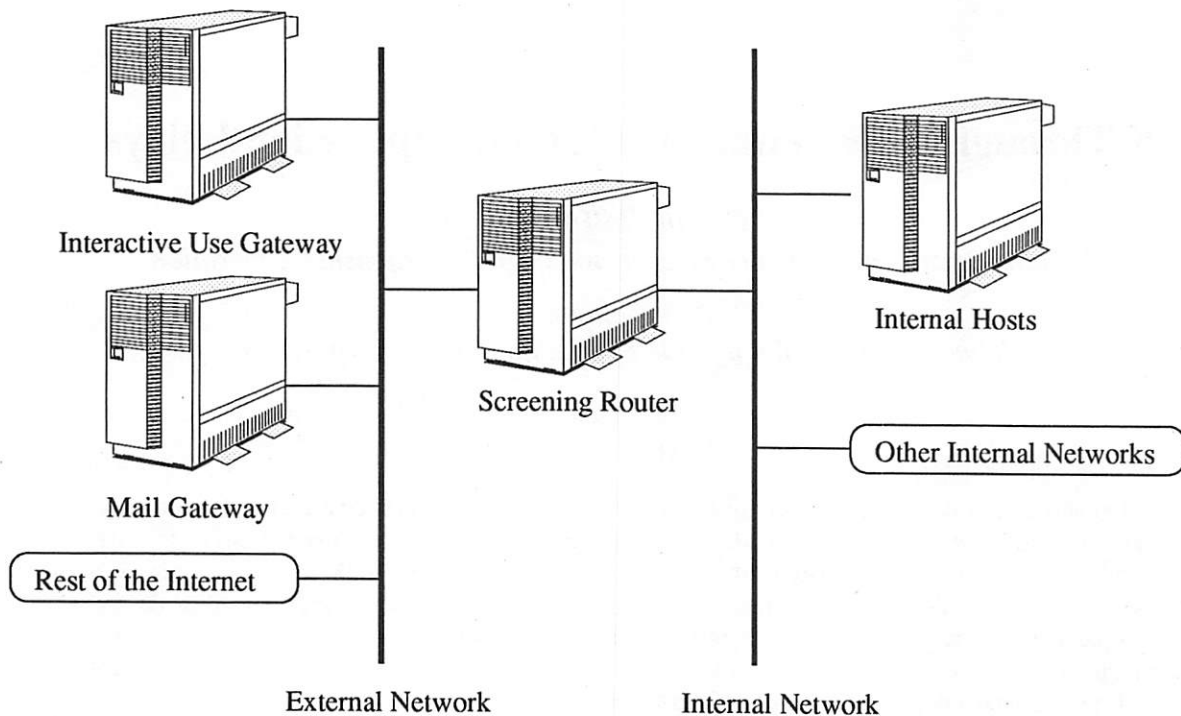 Interactive Use Gateway
Internal Hosts
Screening Router
Other Internal Networks
Mail Gateway
Rest of the Internet
External Network
Internal Network